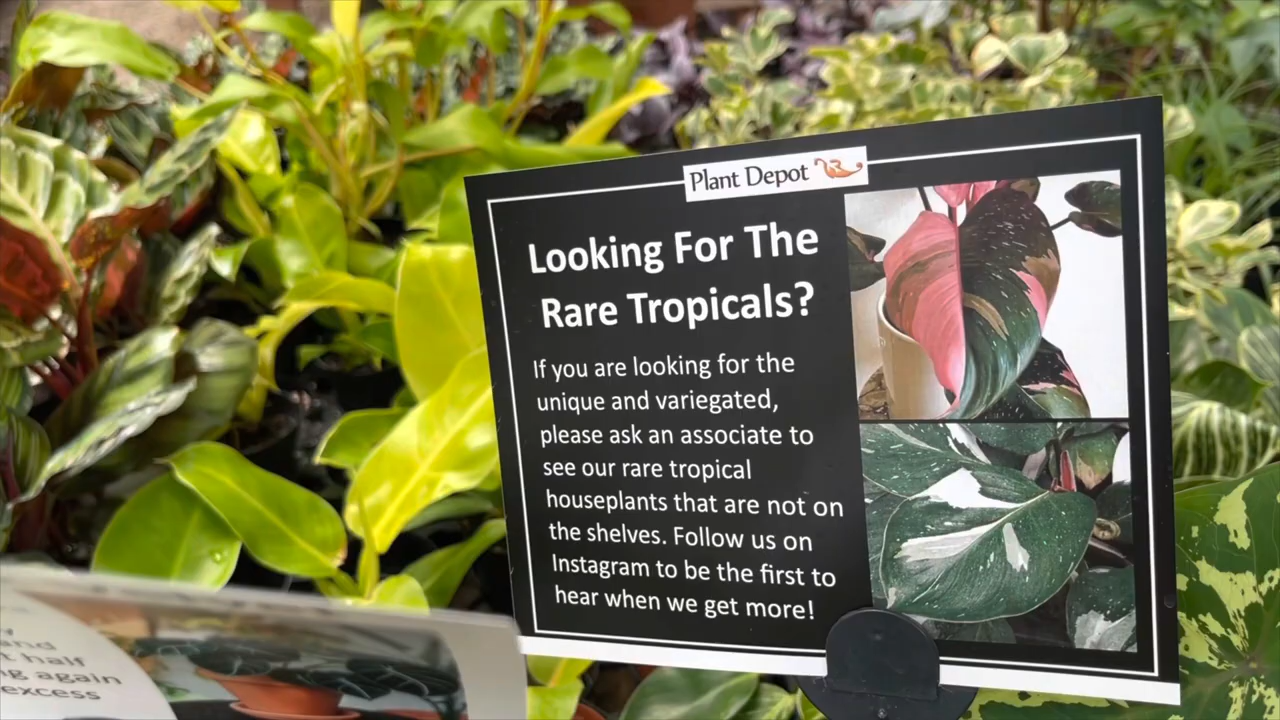 Plant Depot
Looking For The
Rare Tropicals?
If you are looking for the
unique and variegated,
please ask an associate to
see our rare tropical
houseplants that are not on
the shelves. Follow us on
Instagram to be the first to
hear when we get more!
and
half
again
excess